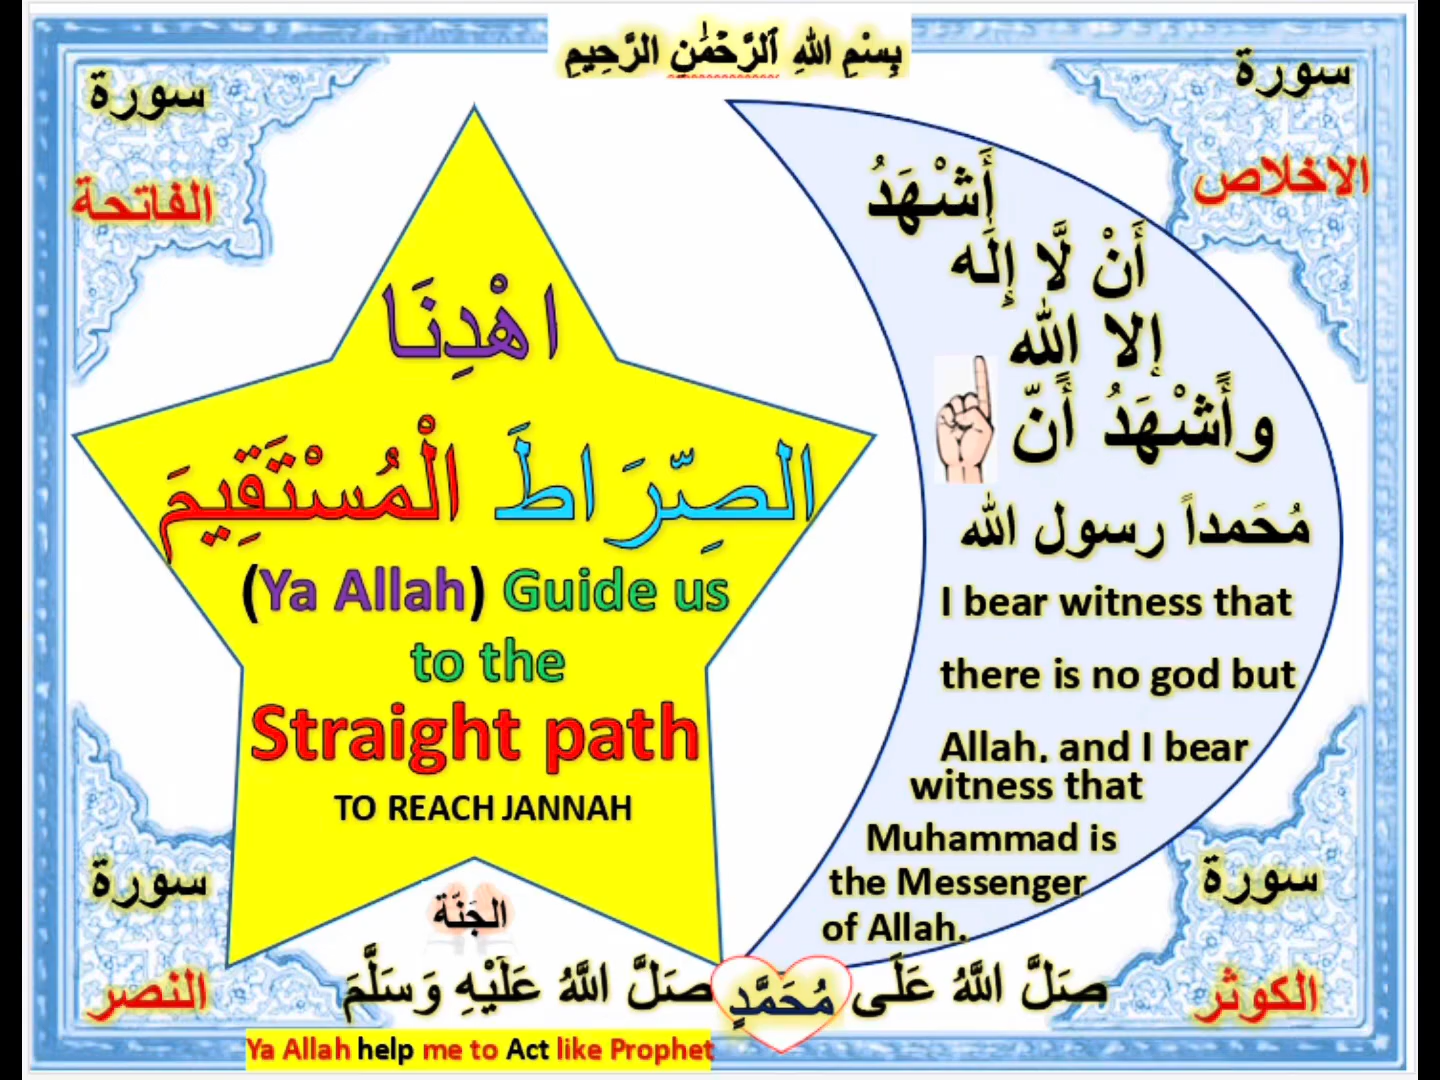 بِسْمِ اللهِ ٱلرَّحْمَٰنِ الرَّحِيمِ
سورة
الاخلاص
سورة
الفاتحة
أَشْهَدُ
أَنْ لَّا إِلَٰه
إلا الله
وأَشْهَدُ أَنّ
مُحَمداً رسول الله
I bear witness that
there is no god but
Allah, and I bear
witness that
Muhammad is
the Messenger
of Allah.
اهْدِنَا
الصِّرَاطَ الْمُسْتَقِيمَ
(Ya Allah) Guide us
to the
Straight path
TO REACH JANNAH
الجَنَّة
سورة
الكوثر
سورة
النصر
صَلَّ اللَّهُ عَلَى مُحَمَّدٍ صَلَّ اللَّهُ عَلَيْهِ وَسَلَّمَ
Ya Allah help me to Act like Prophet